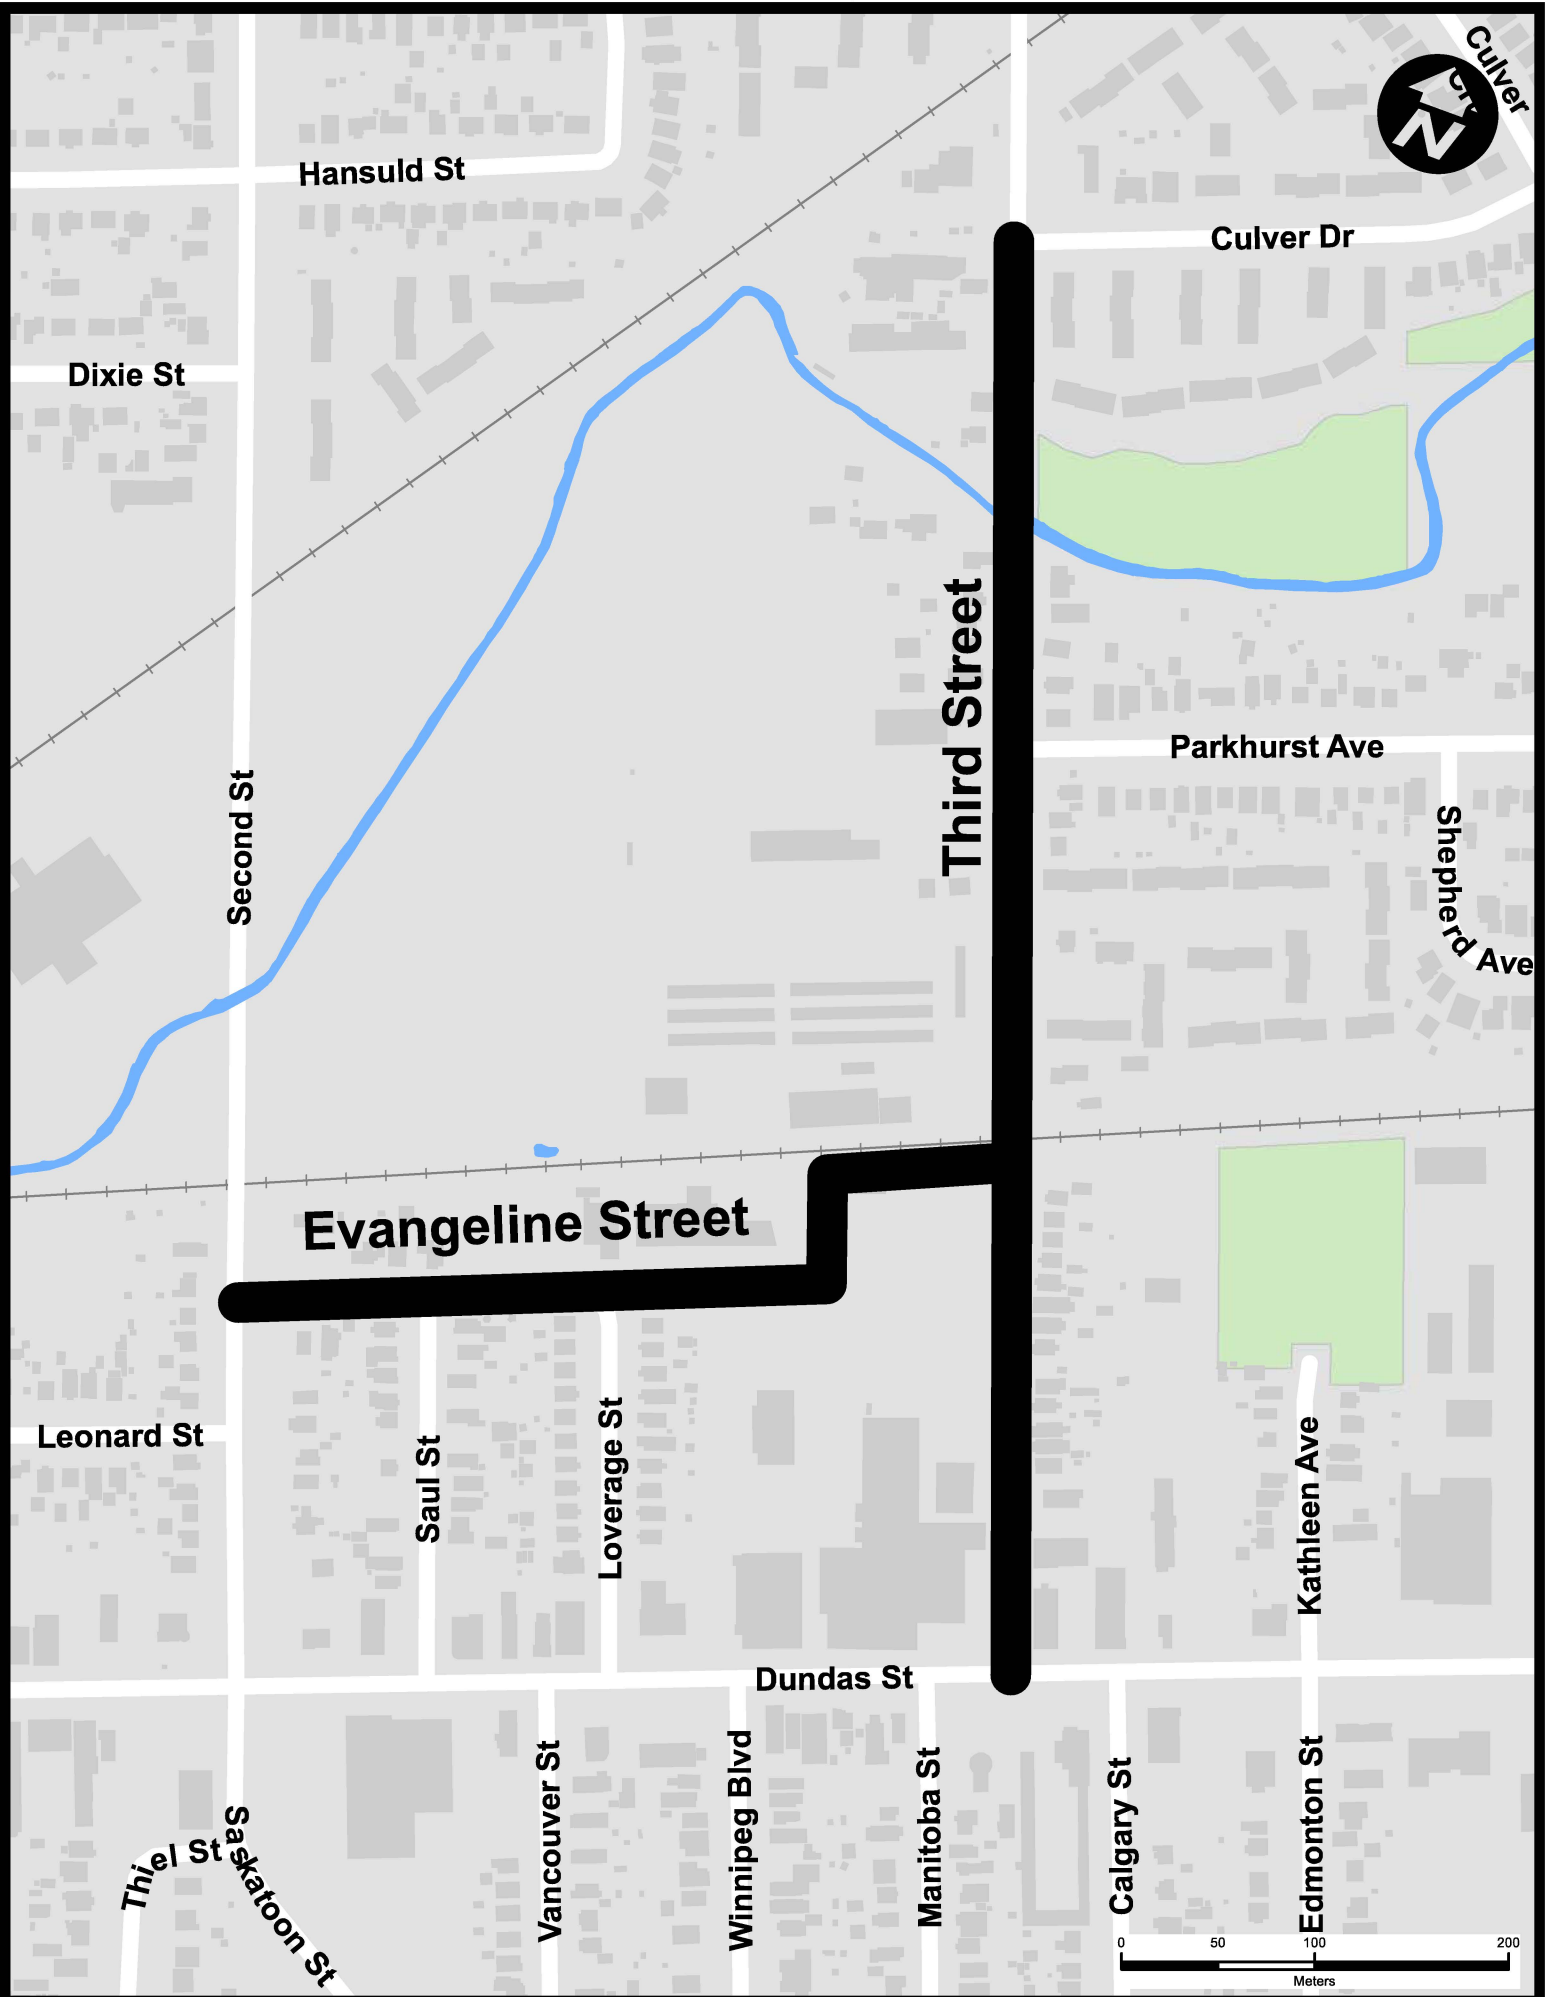 Culver
Cr
N
Hansuld St
Culver Dr
Dixie St
Third Street
Parkhurst Ave
Second St
Shepherd Ave
Evangeline Street
Leonard St
Saul St
Loverage St
Kathleen Ave
Dundas St
Vancouver St
Winnipeg Blvd
Manitoba St
Calgary St
Edmonton St
Thiel St
Saskatoon St
0 50 100 200
Meters